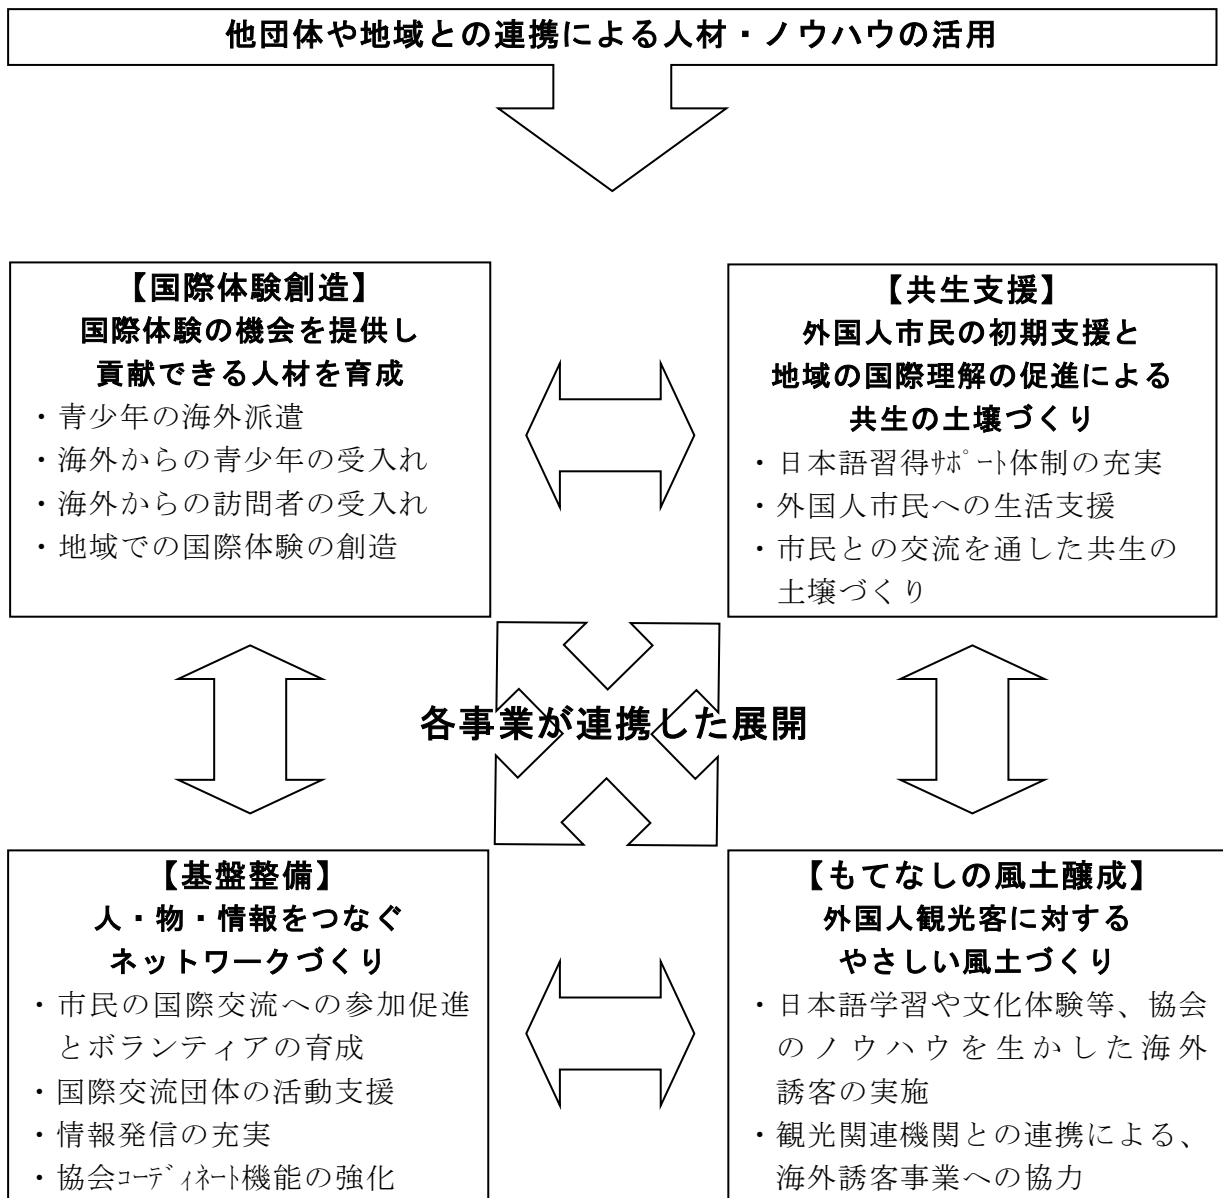 他団体や地域との連携による人材・ノウハウの活用
【国際体験創造】
国際体験の機会を提供し
貢献できる人材を育成
・青少年の海外派遣
・海外からの青少年の受入れ
・海外からの訪問者の受入れ
・地域での国際体験の創造
【共生支援】
外国人市民の初期支援と
地域の国際理解の促進による
共生の土壌づくり
・日本語習得ｻﾎﾟｰﾄ体制の充実
・外国人市民への生活支援
・市民との交流を通した共生の
土壌づくり
各事業が連携した展開
【基盤整備】
人・物・情報をつなぐ
ネットワークづくり
・市民の国際交流への参加促進
とボランティアの育成
・国際交流団体の活動支援
・情報発信の充実
・協会ｺｰﾃﾞｨﾈｰﾄ機能の強化
【もてなしの風土醸成】
外国人観光客に対する
やさしい風土づくり
・日本語学習や文化体験等、協会
のノウハウを生かした海外
誘客の実施
・観光関連機関との連携による、
海外誘客事業への協力